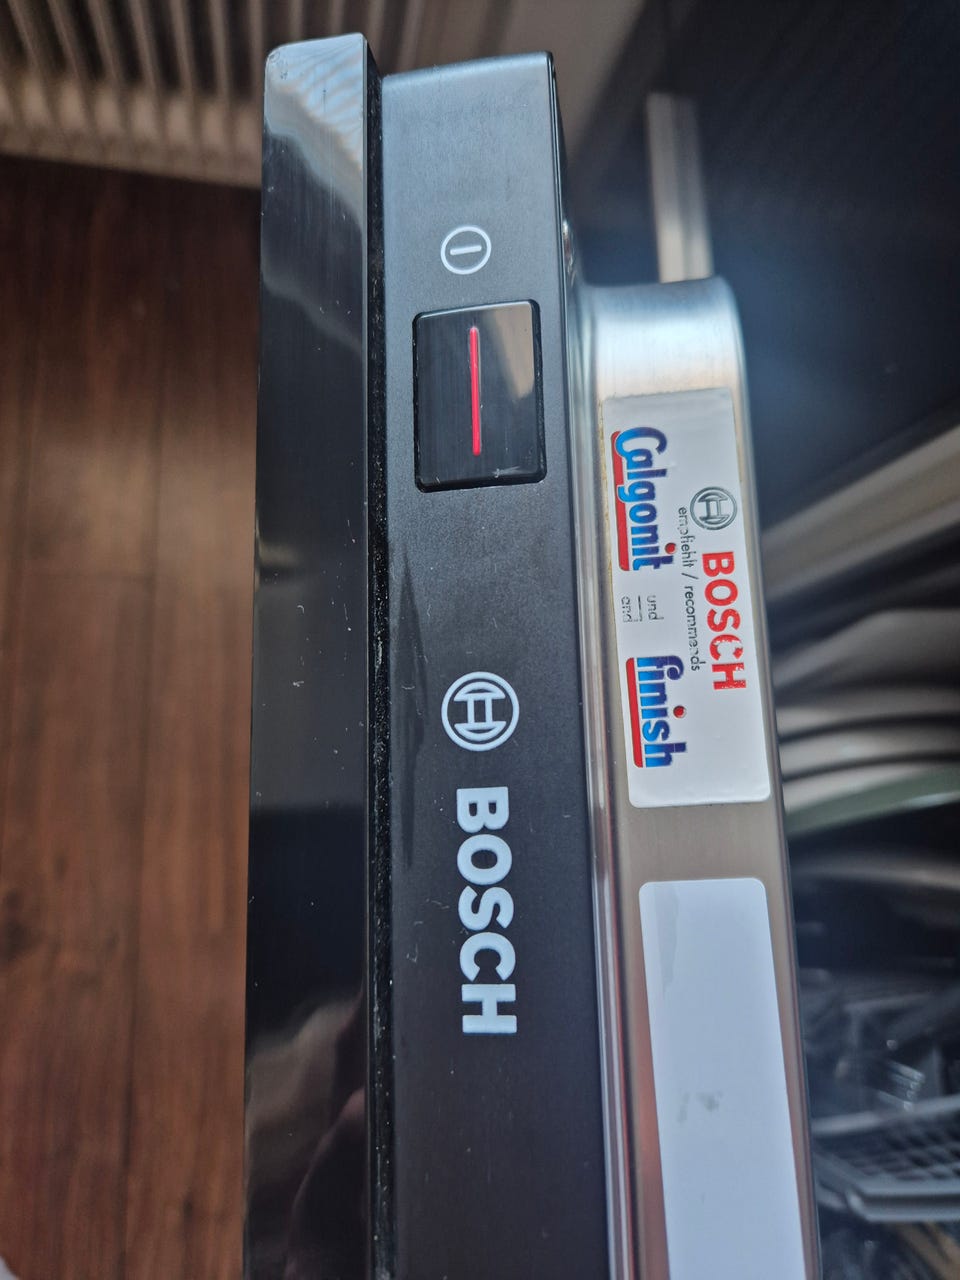 BOSCH
BOSCH
empfiehlt / recommends
Calgonit und finish
and